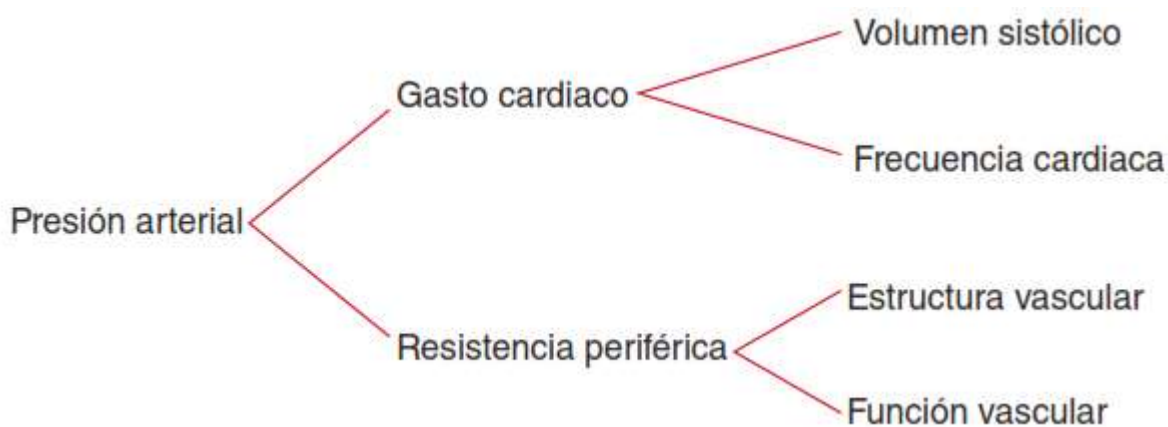 Volumen sistólico
Gasto cardiaco
Frecuencia cardiaca
Presión arterial
Estructura vascular
Resistencia periférica
Función vascular